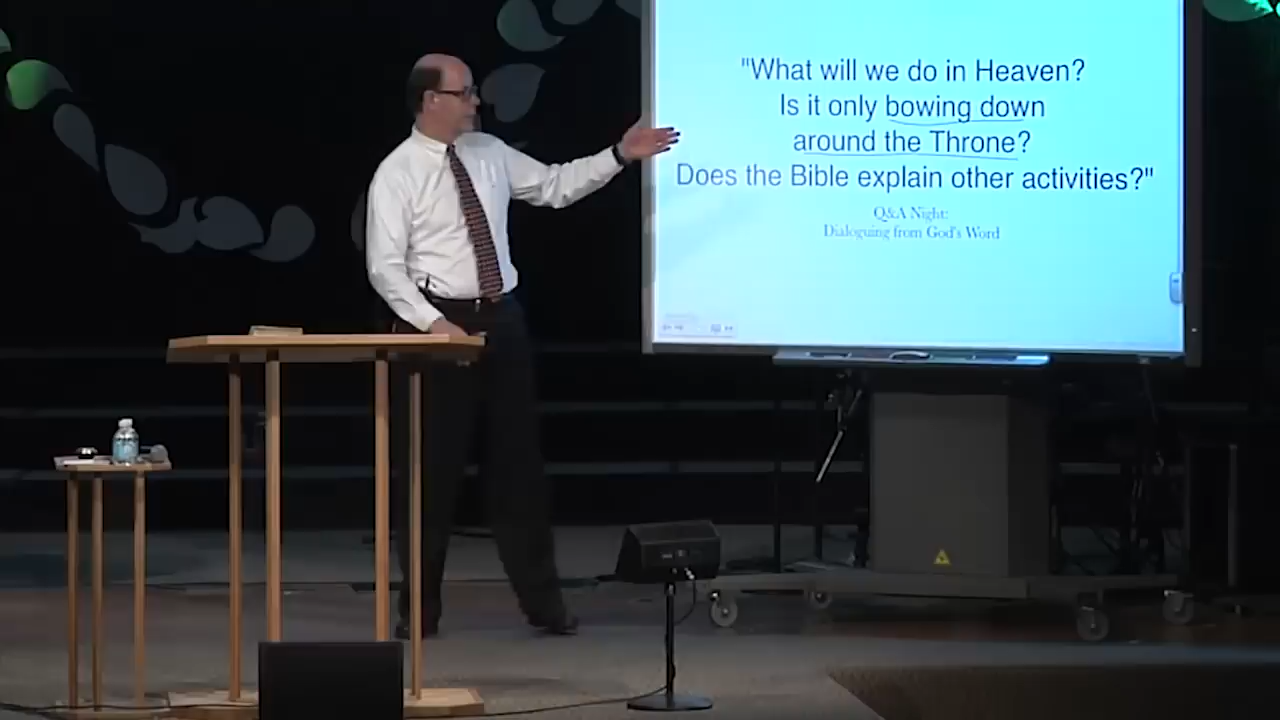 "What will we do in Heaven?
Is it only bowing down
around the Throne?
Does the Bible explain other activities?"
Q&A Night:
Dialoguing from God's Word